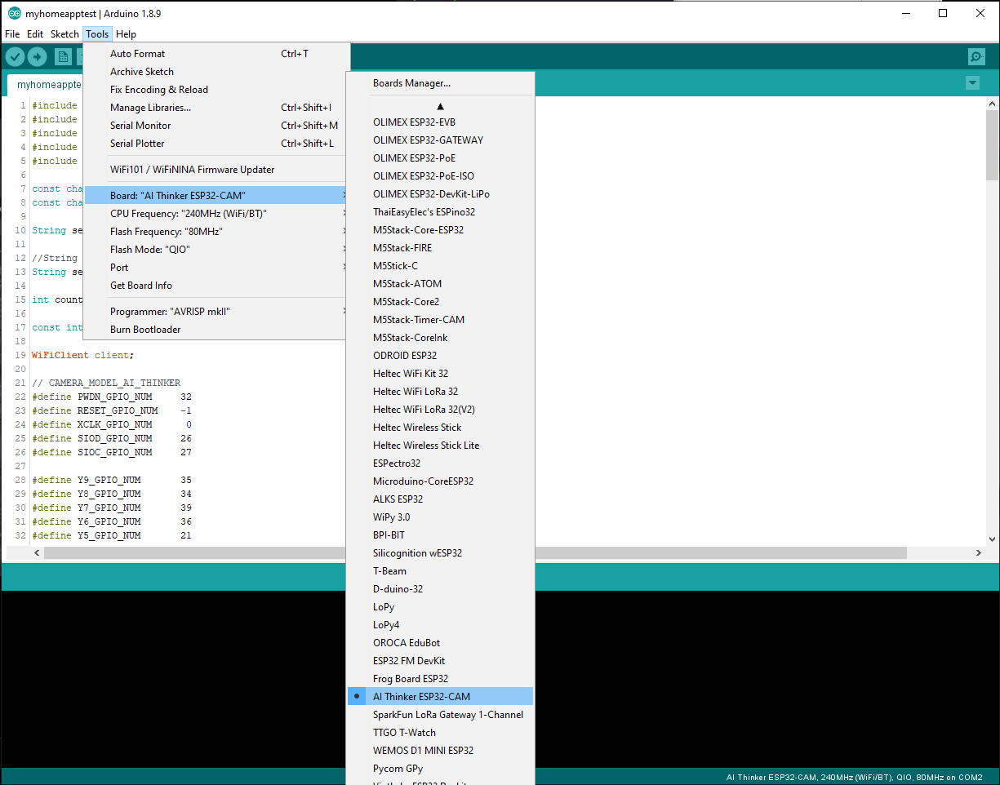 myhomeapptest | Arduino 1.8.9
File Edit Sketch Tools Help
myhomeappte
Auto Format Ctrl+T
Archive Sketch
Fix Encoding & Reload
Manage Libraries... Ctrl+Shift+I
Serial Monitor Ctrl+Shift+M
Serial Plotter Ctrl+Shift+L
WiFi101 / WiFiNINA Firmware Updater
Board: "AI Thinker ESP32-CAM"
CPU Frequency: "240MHz (WiFi/BT)"
Flash Frequency: "80MHz"
Flash Mode: "QIO"
Port
Get Board Info
Programmer: "AVRISP mkII"
Burn Bootloader
Boards Manager...
OLIMEX ESP32-EVB
OLIMEX ESP32-GATEWAY
OLIMEX ESP32-PoE
OLIMEX ESP32-PoE-ISO
OLIMEX ESP32-DevKit-LiPo
ThaiEasyElec's ESPino32
M5Stack-Core-ESP32
M5Stack-FIRE
M5Stick-C
M5Stack-ATOM
M5Stack-Core2
M5Stack-Timer-CAM
M5Stack-CoreInk
ODROID ESP32
Heltec WiFi Kit 32
Heltec WiFi LoRa 32
Heltec WiFi LoRa 32(V2)
Heltec Wireless Stick
Heltec Wireless Stick Lite
ESPectro32
Microduino-CoreESP32
ALKS ESP32
WiPy 3.0
BPI-BIT
Silicognition wESP32
T-Beam
D-duino-32
LoPy
LoPy4
OROCA EduBot
ESP32 FM DevKit
Frog Board ESP32
AI Thinker ESP32-CAM
SparkFun LoRa Gateway 1-Channel
TTGO T-Watch
WEMOS D1 MINI ESP32
Pycom GPy
1 #include
2 #include
3 #include
4 #include
5 #include
6
7 const cha
8 const cha
9
10 String se
11
12 //String
13 String se
14
15 int count
16
17 const int
18
19 WiFiClient client;
20
21 // CAMERA_MODEL_AI_THINKER
22 #define PWDN_GPIO_NUM 32
23 #define RESET_GPIO_NUM -1
24 #define XCLK_GPIO_NUM 0
25 #define SIOD_GPIO_NUM 26
26 #define SIOC_GPIO_NUM 27
27
28 #define Y9_GPIO_NUM 35
29 #define Y8_GPIO_NUM 34
30 #define Y7_GPIO_NUM 39
31 #define Y6_GPIO_NUM 36
32 #define Y5_GPIO_NUM 21
AI Thinker ESP32-CAM, 240MHz (WiFi/BT), QIO, 80MHz on COM2